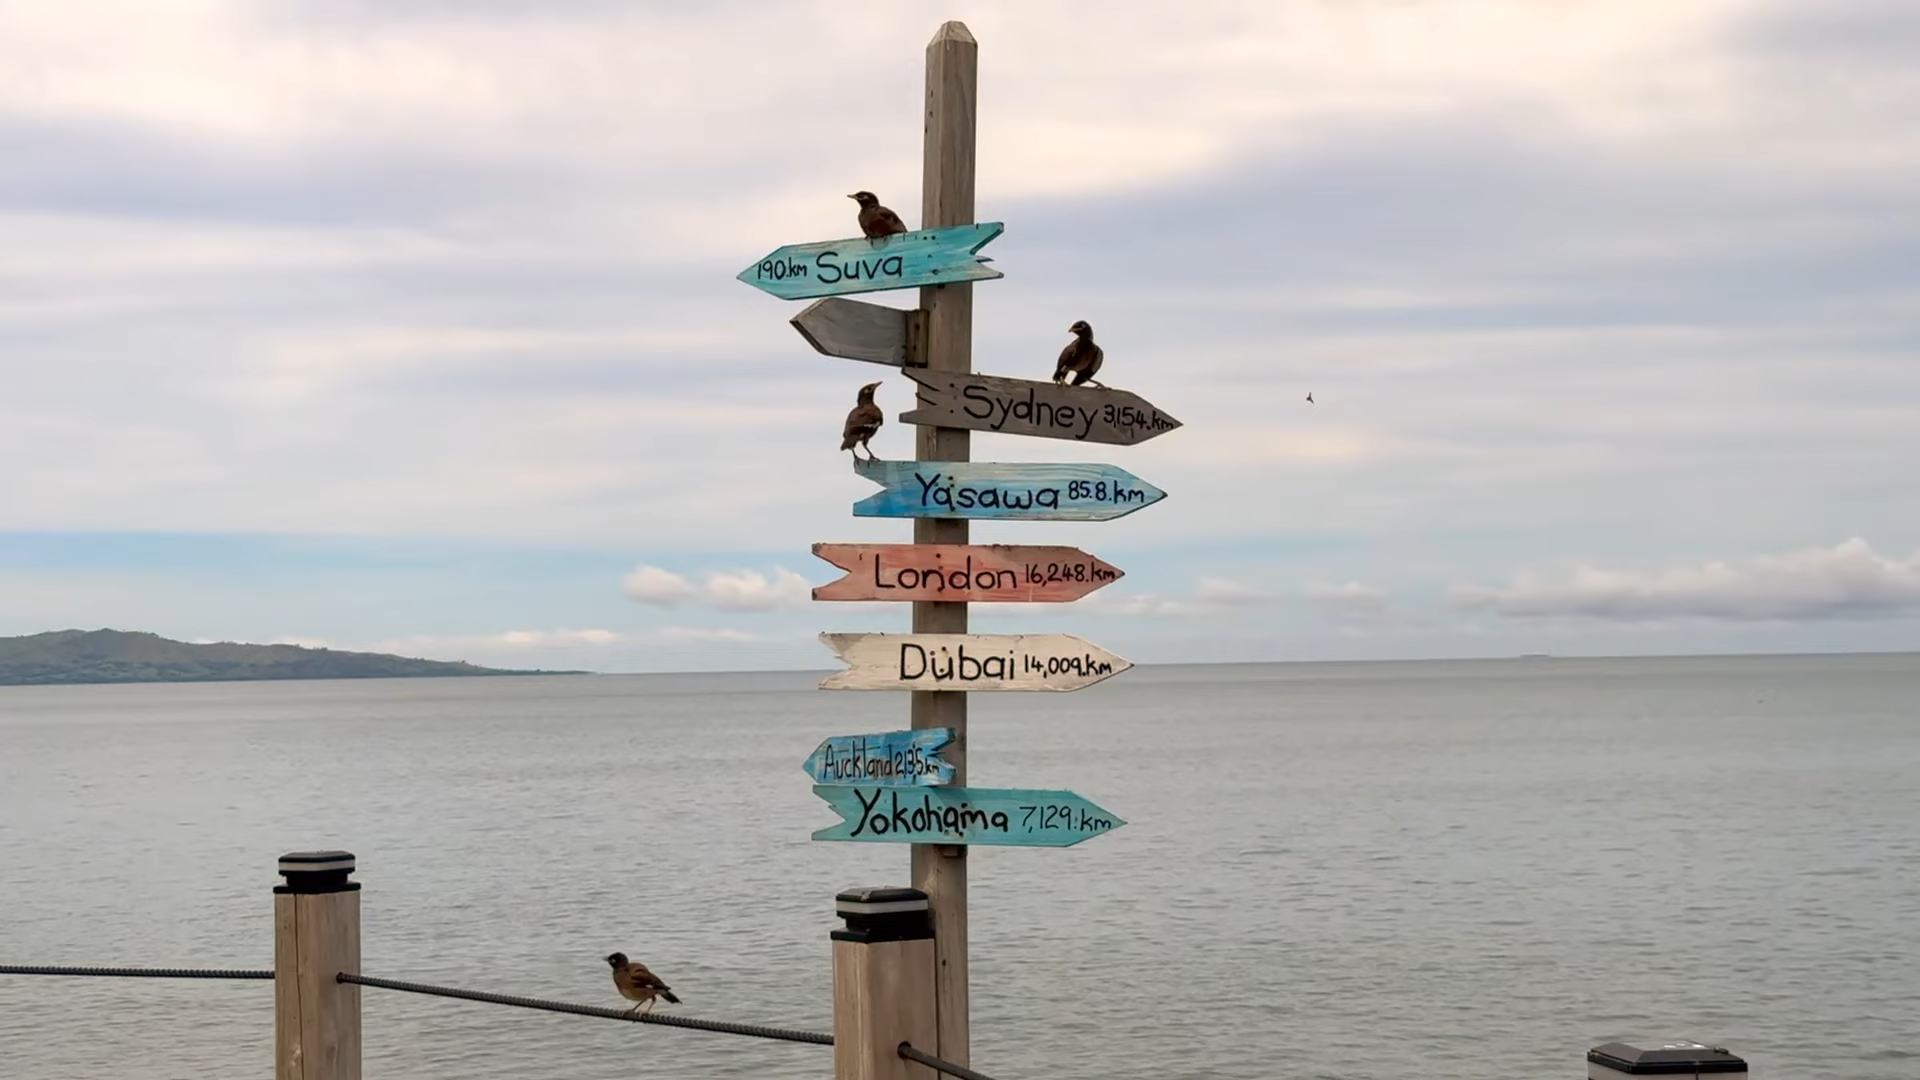 190.km Suva
Sydney 3,154.km
Yasawa 85.8.km
London 16,248.km
Dubai 14,009.km
Auckland 2,135.km
Yokohama 7,129.km